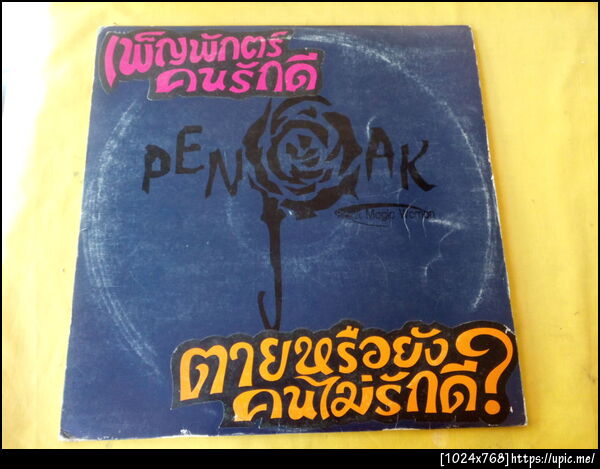 เพ็ญพักตร์
คนรักดี
PEN AK
Black Magic Woman
ตายหรือยัง
คนไม่รักดี?
[1024x768]https://upic.me/